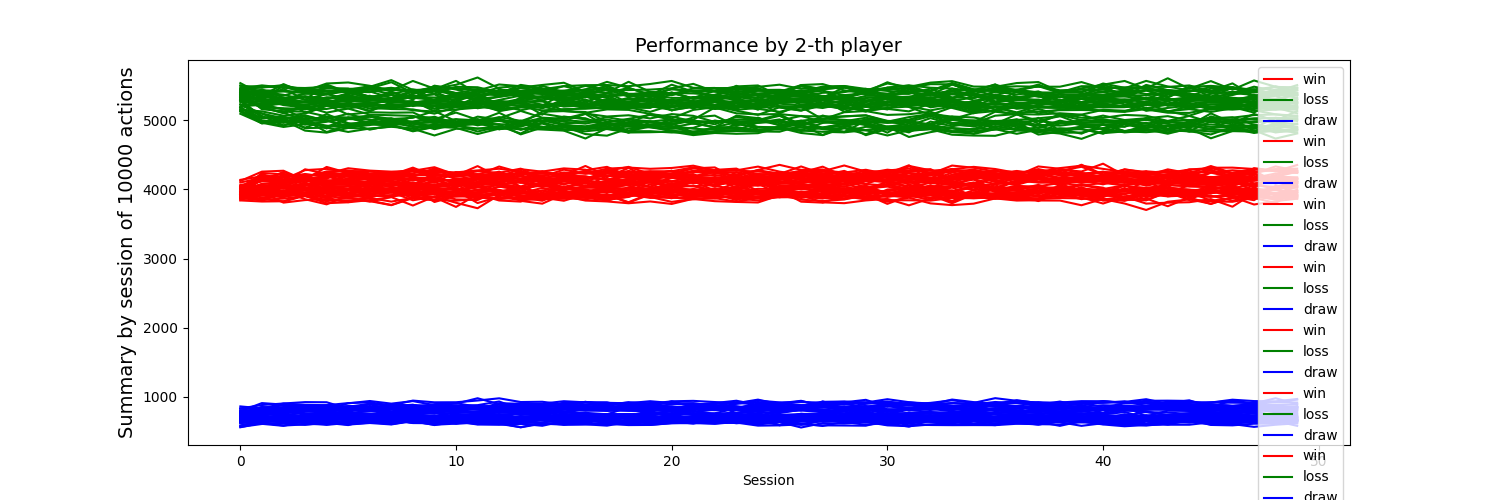 Performance by 2-th player
Summary by session of 10000 actions
5000
4000
3000
2000
1000
0
10
20
30
40
50
Session
win
loss
draw
win
loss
draw
win
loss
draw
win
loss
draw
win
loss
draw
win
loss
draw
win
loss
draw